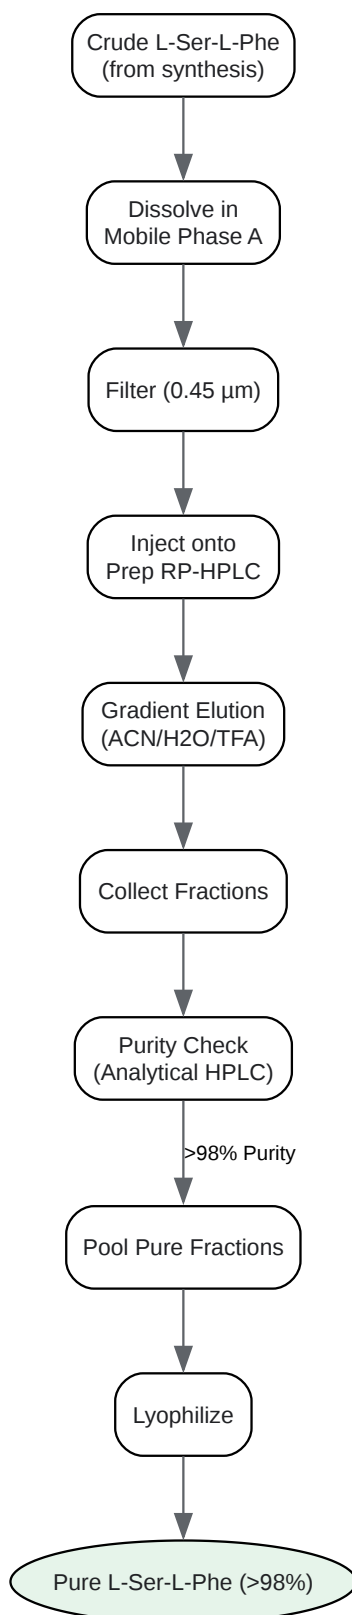 Crude L-Ser-L-Phe
(from synthesis)
Dissolve in
Mobile Phase A
Filter (0.45 µm)
Inject onto
Prep RP-HPLC
Gradient Elution
(ACN/H2O/TFA)
Collect Fractions
Purity Check
(Analytical HPLC)
>98% Purity
Pool Pure Fractions
Lyophilize
Pure L-Ser-L-Phe (>98%)